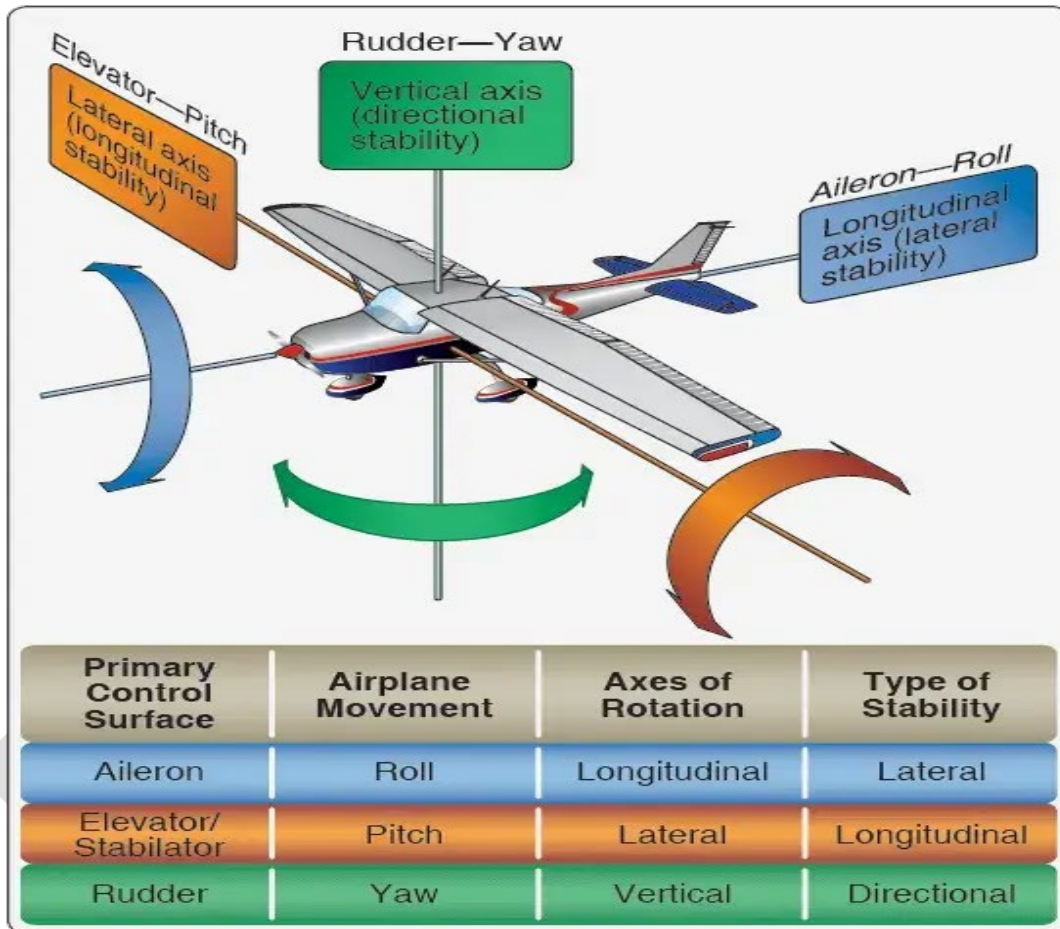 Elevator—Pitch
Lateral axis
(longitudinal
stability)
Rudder—Yaw
Vertical axis
(directional
stability)
Aileron—Roll
Longitudinal
axis (lateral
stability)
Primary
Control
Surface
Airplane
Movement
Axes of
Rotation
Type of
Stability
Aileron
Roll
Longitudinal
Lateral
Elevator/
Stabilator
Pitch
Lateral
Longitudinal
Rudder
Yaw
Vertical
Directional